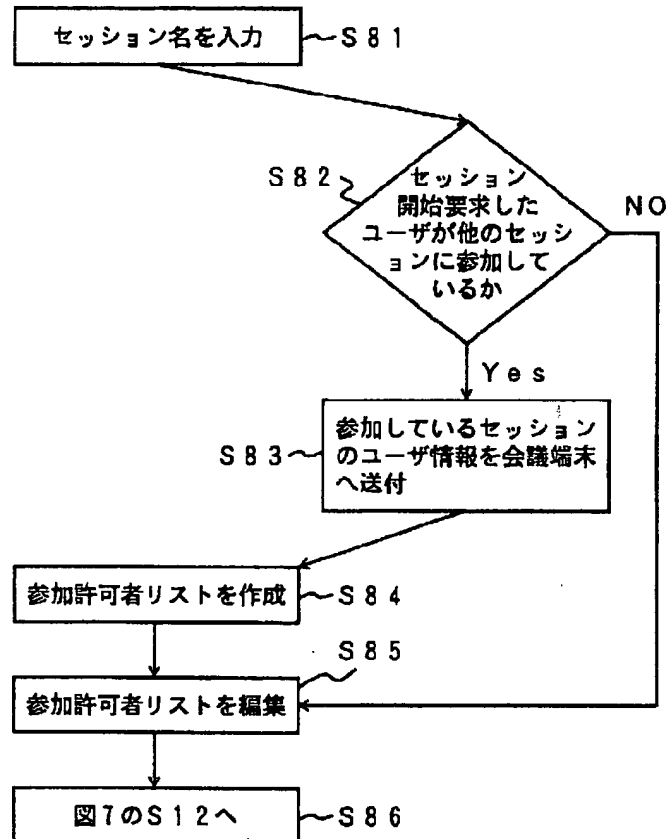 セッション名を入力
S81
S82
セッション
開始要求した
ユーザが他のセッシ
ョンに参加して
いるか
NO
Yes
参加しているセッション
のユーザ情報を会議端末
へ送付
S83
参加許可者リストを作成
S84
S85
参加許可者リストを編集
図7のS12へ
S86